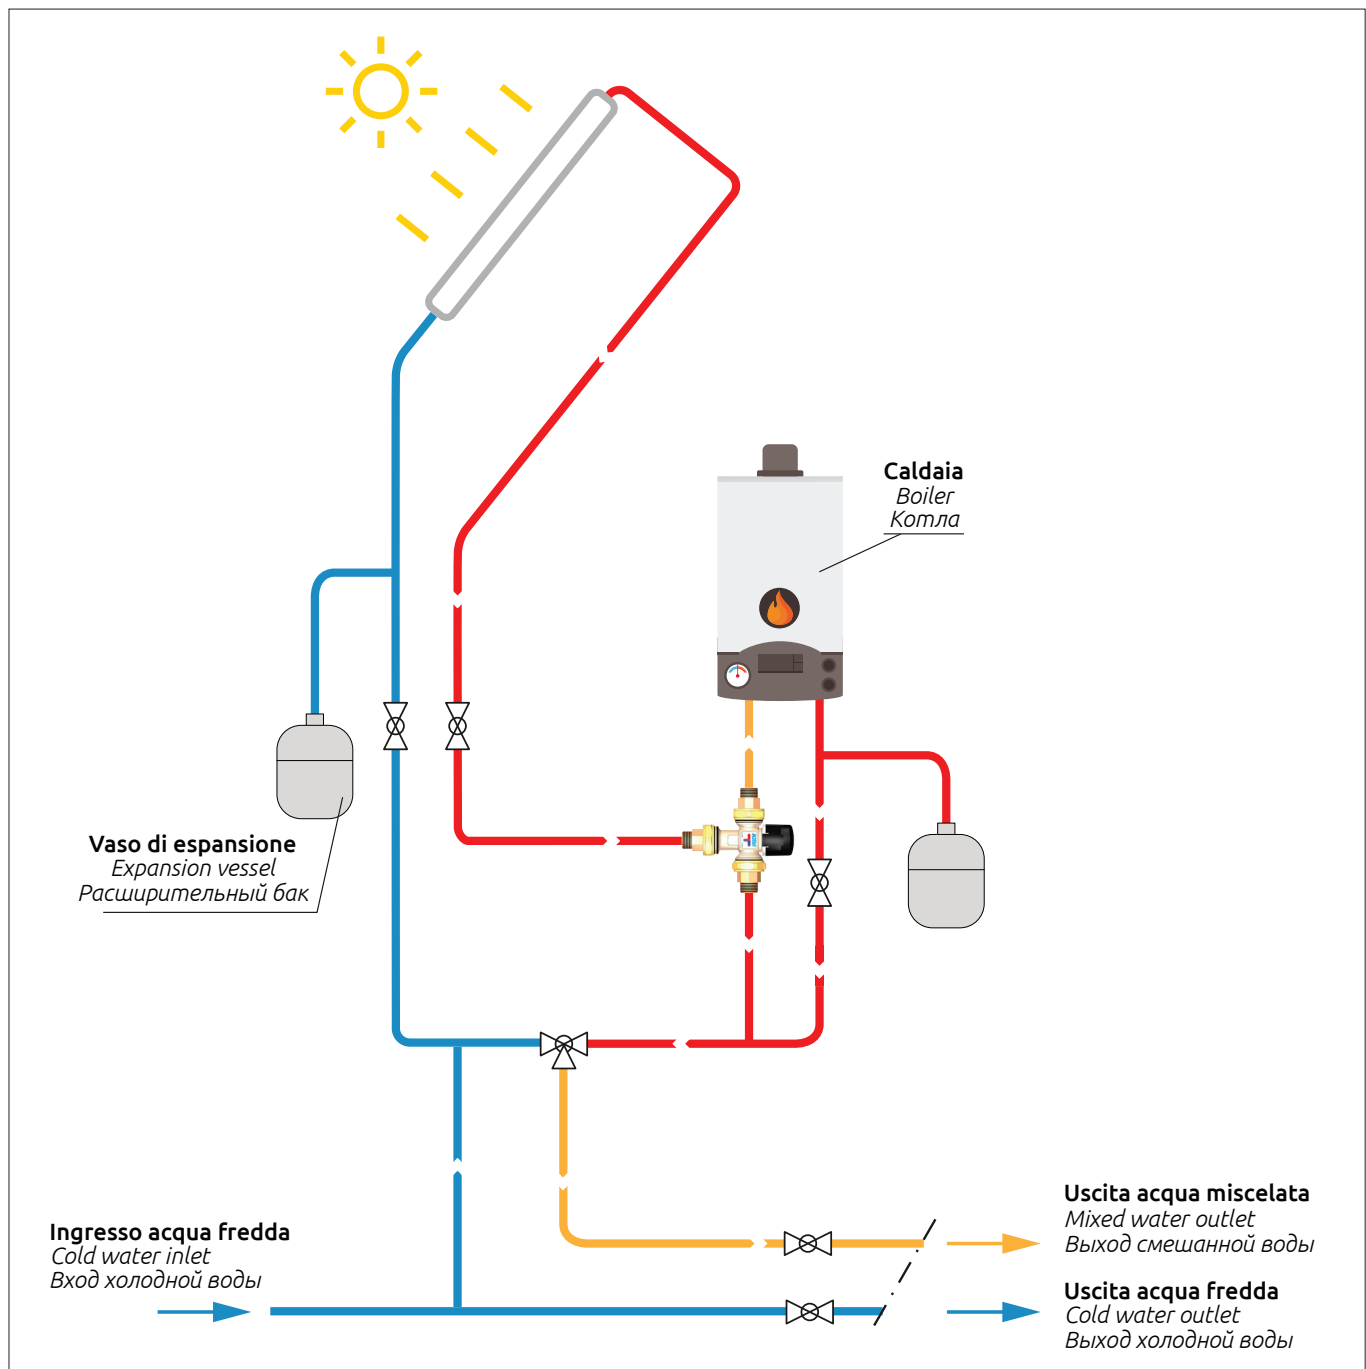 Caldaia
Boiler
Котла
Vaso di espansione
Expansion vessel
Расширительный бак
Ingresso acqua fredda
Cold water inlet
Вход холодной воды
Uscita acqua miscelata
Mixed water outlet
Выход смешанной воды
Uscita acqua fredda
Cold water outlet
Выход холодной воды